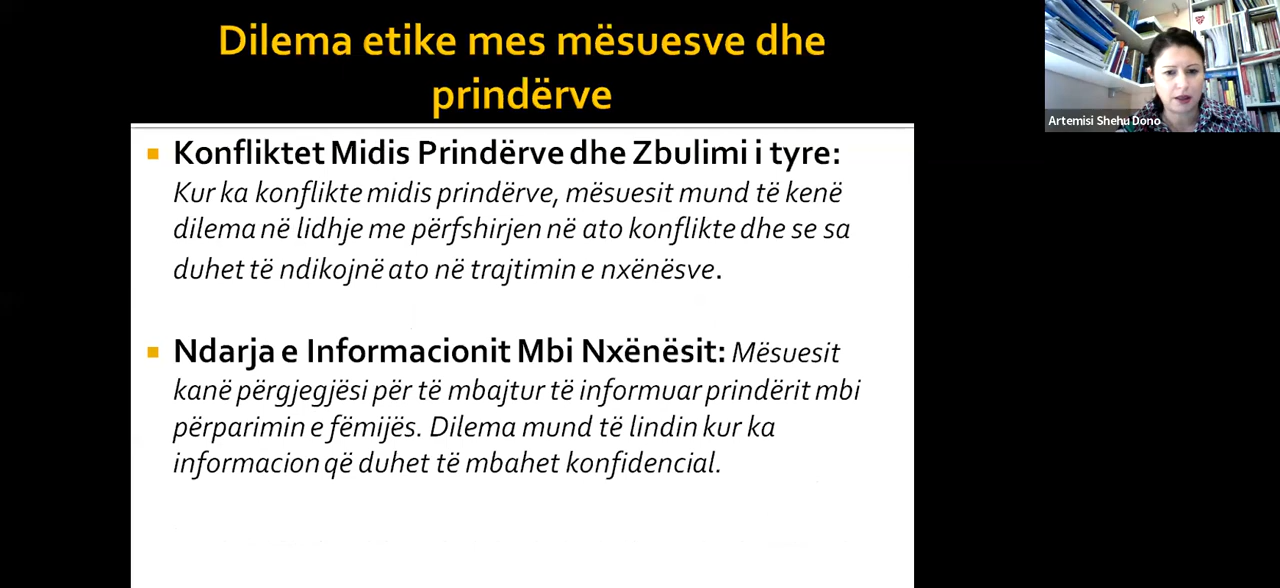 Dilema etike mes mësuesve dhe
prindërve
Konfliktet Midis Prindërve dhe Zbulimi i tyre:
Kur ka konflikte midis prindërve, mësuesit mund të kenë
dilema në lidhje me përfshirjen në ato konflikte dhe se sa
duhet të ndikojnë ato në trajtimin e nxënësve.
Ndarja e Informacionit Mbi Nxënësit: Mësuesit
kanë përgjegjësi për të mbajtur të informuar prindërit mbi
përparimin e fëmijës. Dilema mund të lindin kur ka
informacion që duhet të mbahet konfidencial.
Artemisi Shehu Dono